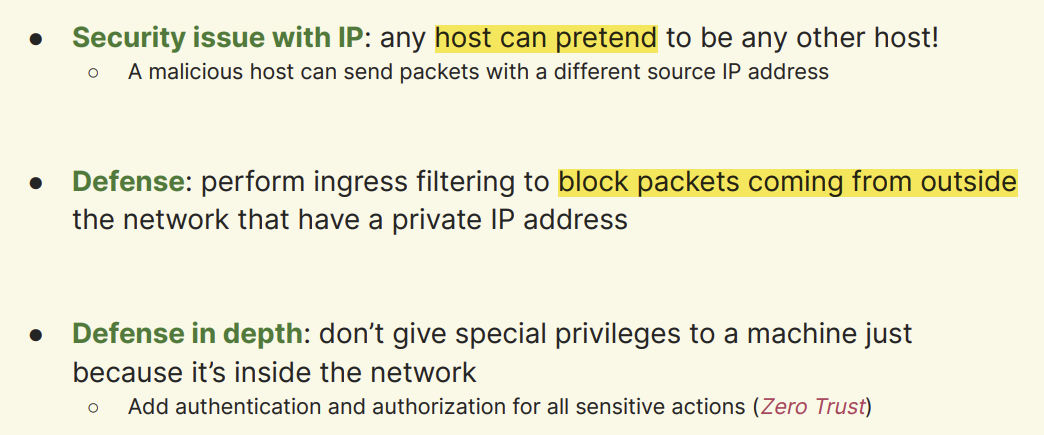 ● Security issue with IP: any host can pretend to be any other host!
○ A malicious host can send packets with a different source IP address
● Defense: perform ingress filtering to block packets coming from outside
the network that have a private IP address
● Defense in depth: don’t give special privileges to a machine just
because it’s inside the network
○ Add authentication and authorization for all sensitive actions (Zero Trust)